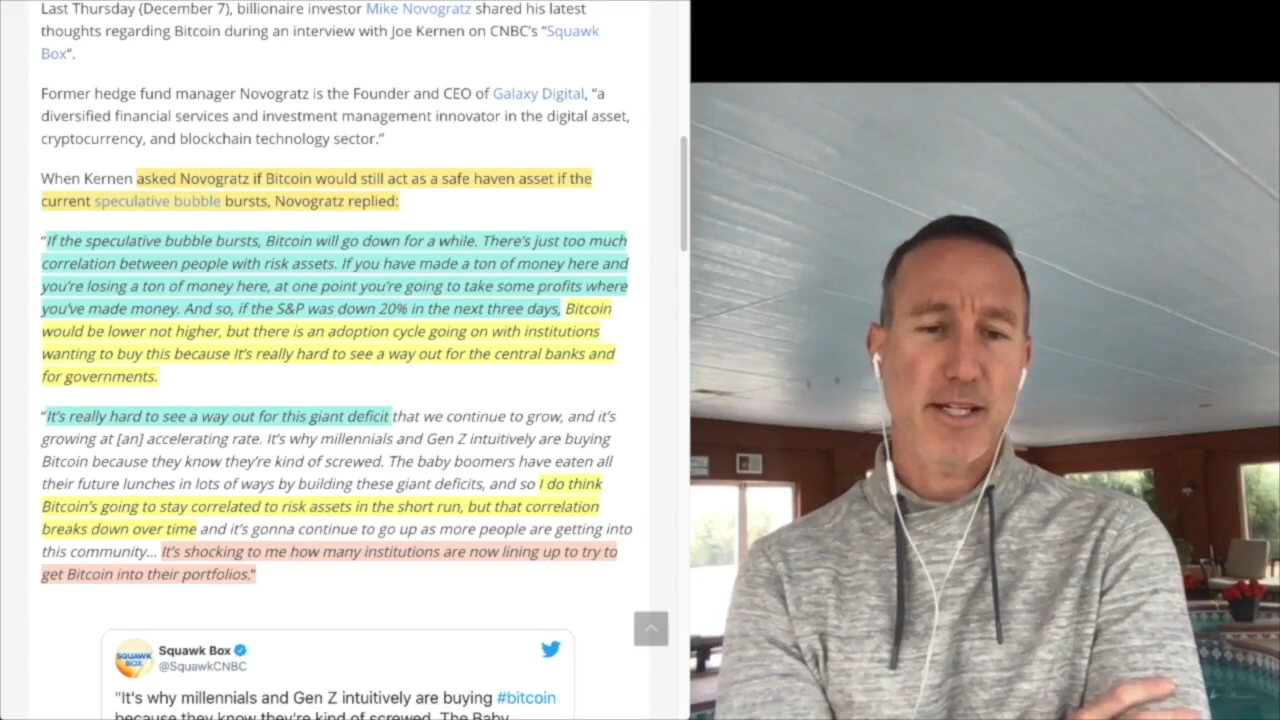 Last Thursday (December 7), billionaire investor Mike Novogratz shared his latest
thoughts regarding Bitcoin during an interview with Joe Kernen on CNBC's "Squawk
Box".
Former hedge fund manager Novogratz is the Founder and CEO of Galaxy Digital, "a
diversified financial services and investment management innovator in the digital asset,
cryptocurrency, and blockchain technology sector."
When Kernen asked Novogratz if Bitcoin would still act as a safe haven asset if the
current speculative bubble bursts, Novogratz replied:
"If the speculative bubble bursts, Bitcoin will go down for a while. There's just too much
correlation between people with risk assets. If you have made a ton of money here and
you're losing a ton of money here, at one point you're going to take some profits where
you've made money. And so, if the S&P was down 20% in the next three days, Bitcoin
would be lower not higher, but there is an adoption cycle going on with institutions
wanting to buy this because It's really hard to see a way out for the central banks and
for governments.
"It's really hard to see a way out for this giant deficit that we continue to grow, and it's
growing at [an] accelerating rate. It's why millennials and Gen Z intuitively are buying
Bitcoin because they know they're kind of screwed. The baby boomers have eaten all
their future lunches in lots of ways by building these giant deficits, and so I do think
Bitcoin's going to stay correlated to risk assets in the short run, but that correlation
breaks down over time and it's gonna continue to go up as more people are getting into
this community... It's shocking to me how many institutions are now lining up to try to
get Bitcoin into their portfolios."
SQUAWK
BOX
Squawk Box
@SquawkCNBC
"It's why millennials and Gen Z intuitively are buying #bitcoin
because they know they're kind of screwed. The Baby